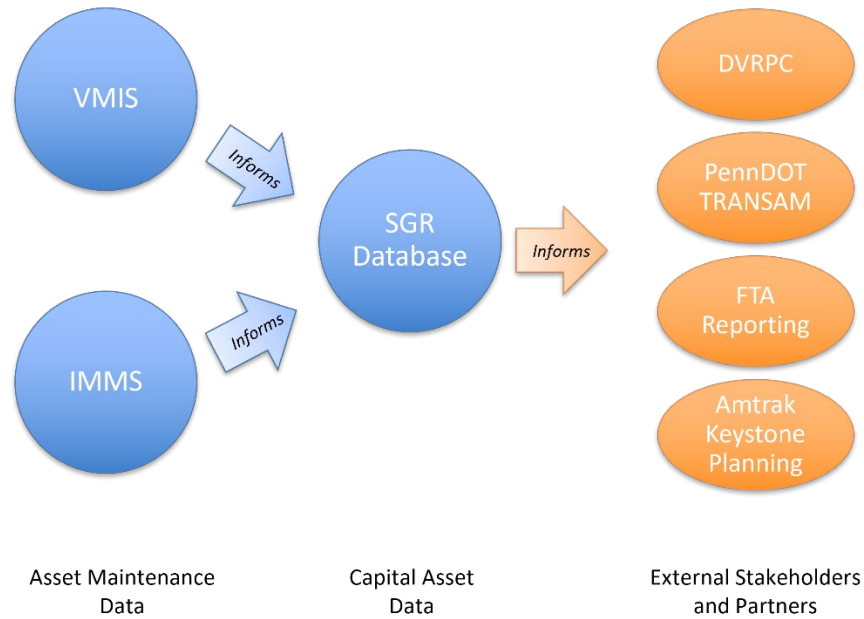 VMIS
Informs
IMMS
Informs
SGR
Database
Informs
DVRPC
PennDOT
TRANSAM
FTA
Reporting
Amtrak
Keystone
Planning
Asset Maintenance
Data
Capital Asset
Data
External Stakeholders
and Partners